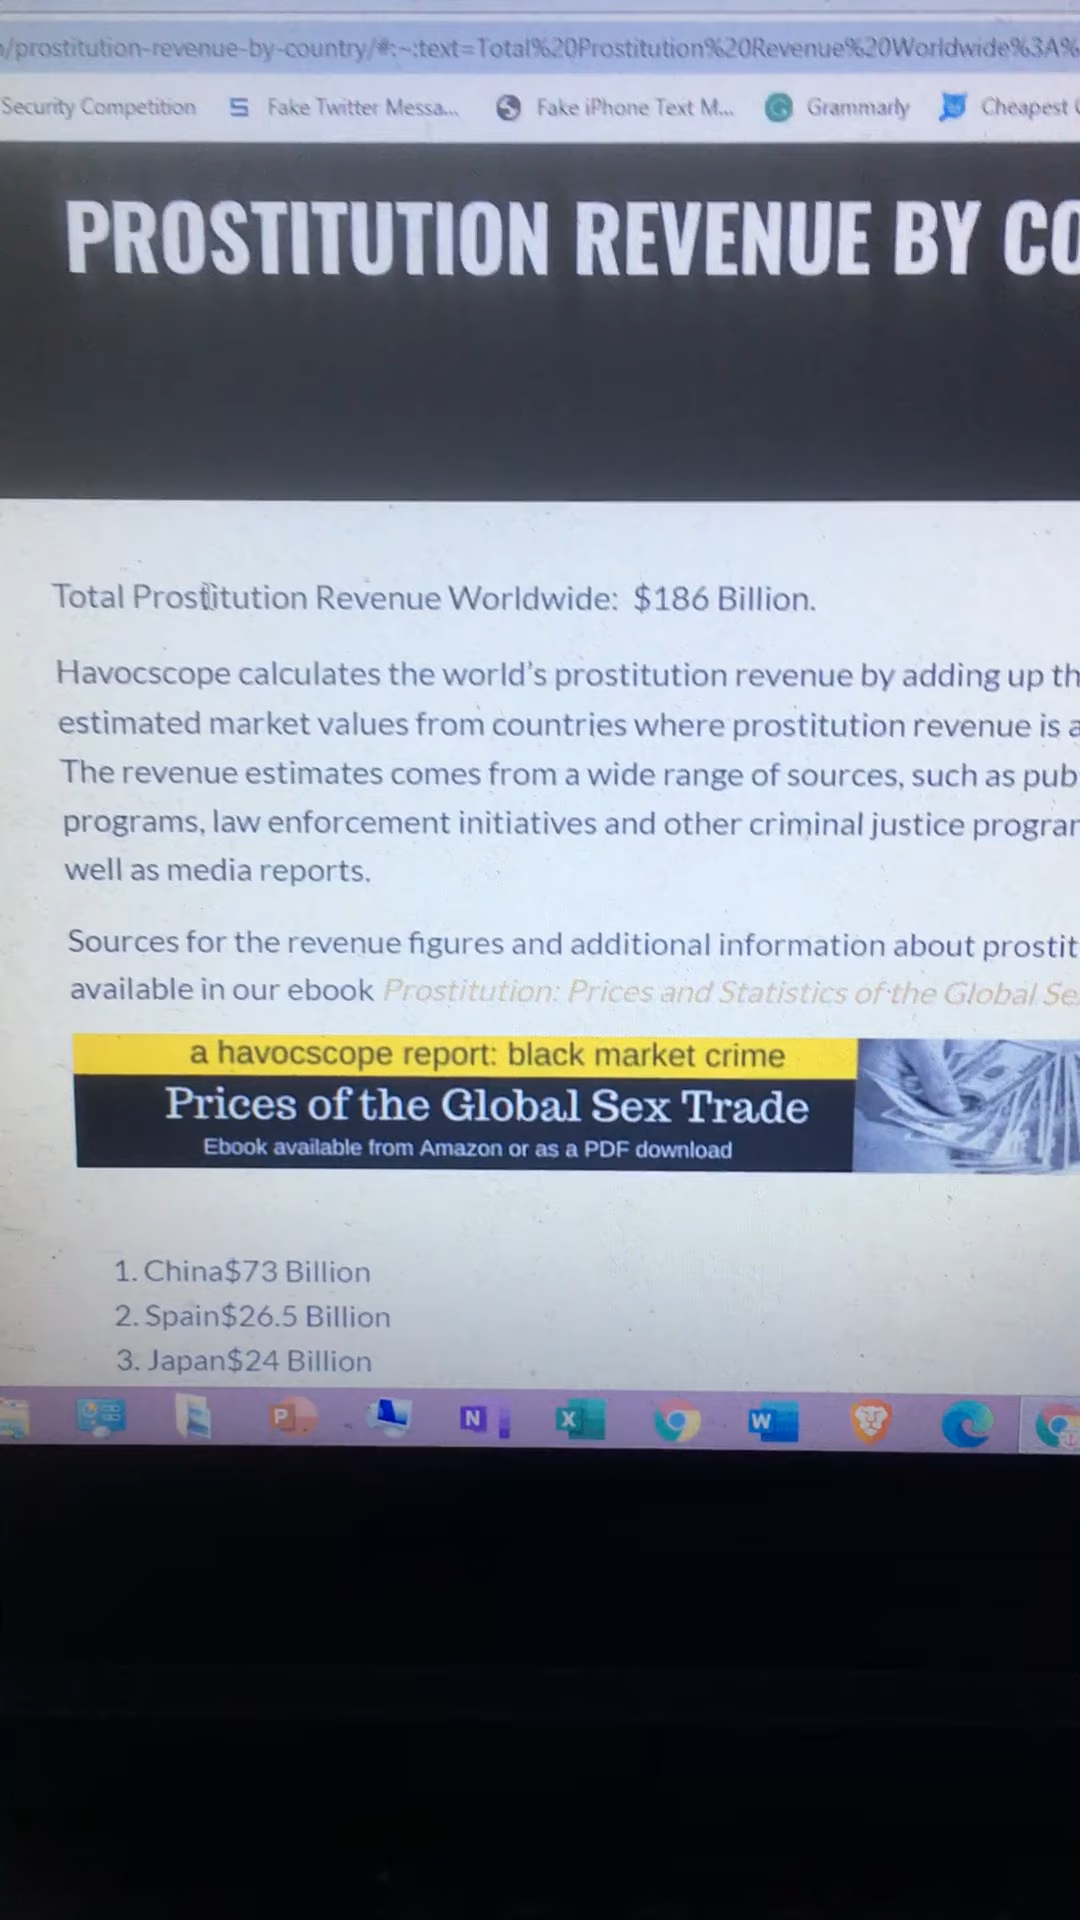 /prostitution-revenue-by-country/#:~:text=Total%20Prostitution%20Revenue%20Worldwide%3A%
Security Competition Fake Twitter Messa... Fake iPhone Text M... Grammarly Cheapest
PROSTITUTION REVENUE BY CO
Total Prostitution Revenue Worldwide: $186 Billion.
Havocscope calculates the world's prostitution revenue by adding up th
estimated market values from countries where prostitution revenue is a
The revenue estimates comes from a wide range of sources, such as pub
programs, law enforcement initiatives and other criminal justice progra
well as media reports.
Sources for the revenue figures and additional information about prostit
available in our ebook Prostitution: Prices and Statistics of the Global Se
a havocscope report: black market crime
Prices of the Global Sex Trade
Ebook available from Amazon or as a PDF download
1. China$73 Billion
2. Spain$26.5 Billion
3. Japan$24 Billion